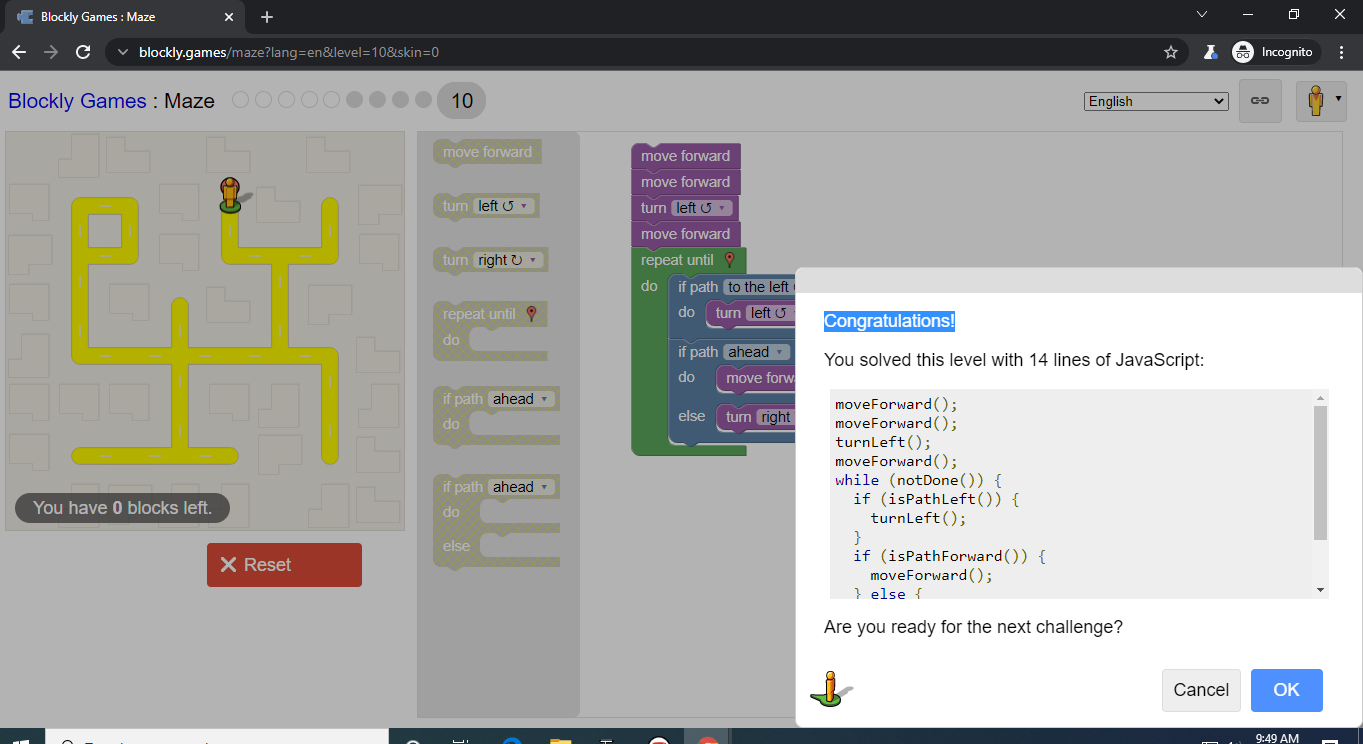 Blockly Games : Maze
blockly.games/maze?lang=en&level=10&skin=0
Incognito
Blockly Games : Maze
10
English
move forward
turn left ↺
turn right ↻
repeat until
do
if path ahead
do
if path ahead
do
else
move forward
move forward
turn left ↺
move forward
repeat until
do
if path to the left
do
turn left ↺
if path ahead
do
move forw
else
turn right
You have 0 blocks left.
Reset
Congratulations!
You solved this level with 14 lines of JavaScript:
moveForward();
moveForward();
turnLeft();
moveForward();
while (notDone()) {
if (isPathLeft()) {
turnLeft();
}
if (isPathForward()) {
moveForward();
} else {
Are you ready for the next challenge?
Cancel
OK
9:49 AM